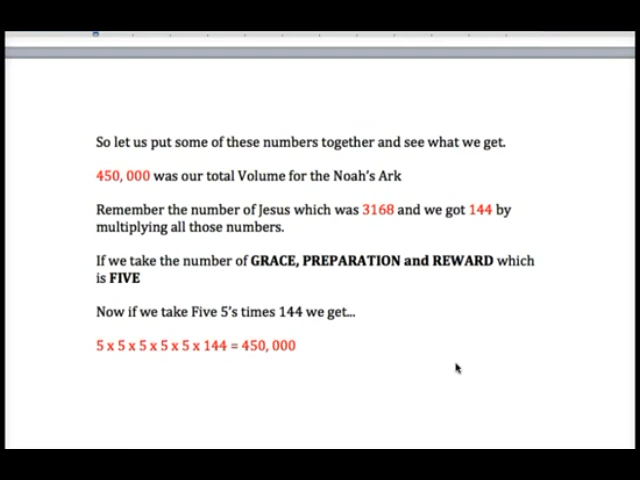 So let us put some of these numbers together and see what we get.
450, 000 was our total Volume for the Noah's Ark
Remember the number of Jesus which was 3168 and we got 144 by
multiplying all those numbers.
If we take the number of GRACE, PREPARATION and REWARD which
is FIVE
Now if we take Five 5's times 144 we get...
5 x 5 x 5 x 5 x 5 x 144 = 450, 000